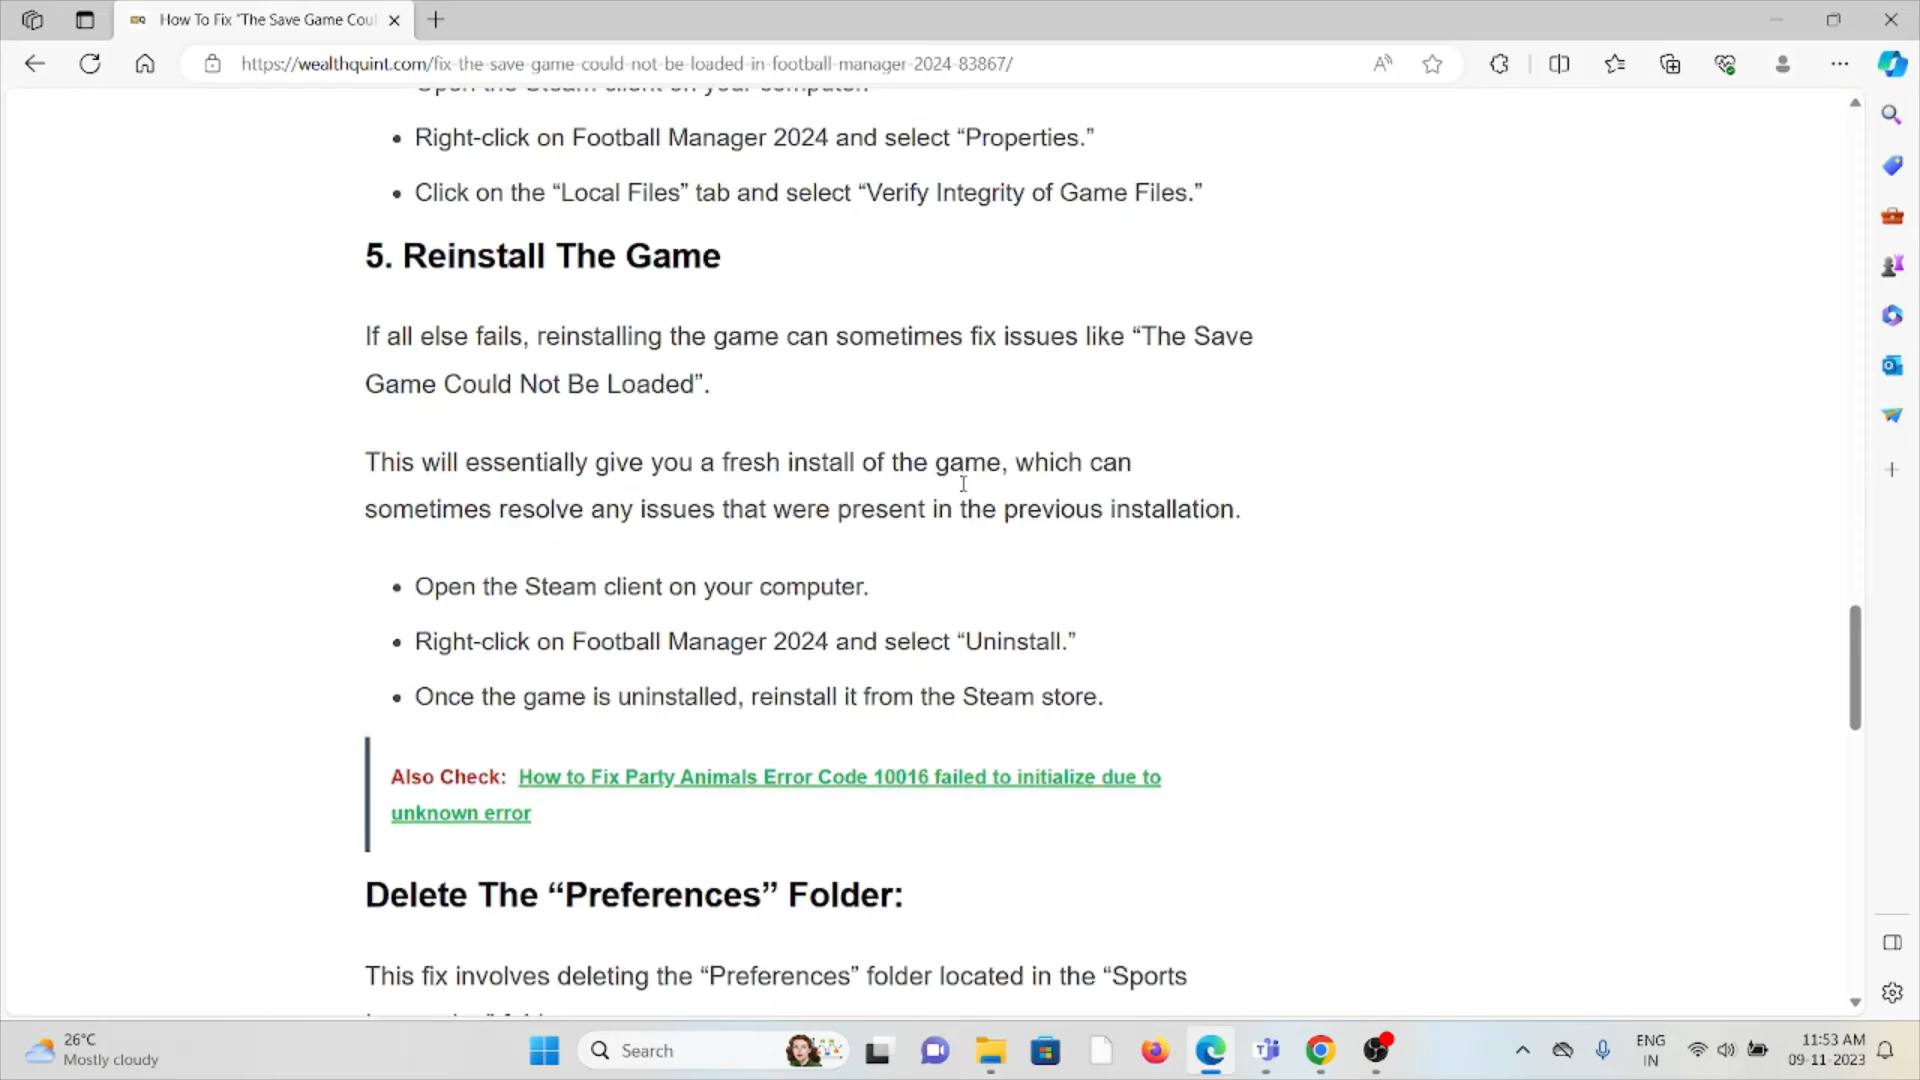 How To Fix "The Save Game Coul
https://wealthquint.com/fix-the-save-game-could-not-be-loaded-in-football-manager-2024-83867/
Open the Steam client on your computer.
Right-click on Football Manager 2024 and select “Properties.”
Click on the “Local Files” tab and select “Verify Integrity of Game Files.”
5. Reinstall The Game
If all else fails, reinstalling the game can sometimes fix issues like “The Save
Game Could Not Be Loaded”.
This will essentially give you a fresh install of the game, which can
sometimes resolve any issues that were present in the previous installation.
Open the Steam client on your computer.
Right-click on Football Manager 2024 and select “Uninstall.”
Once the game is uninstalled, reinstall it from the Steam store.
Also Check: How to Fix Party Animals Error Code 10016 failed to initialize due to
unknown error
Delete The “Preferences” Folder:
This fix involves deleting the “Preferences” folder located in the “Sports
26°C
Mostly cloudy
Search
ENG
IN
11:53 AM
09-11-2023